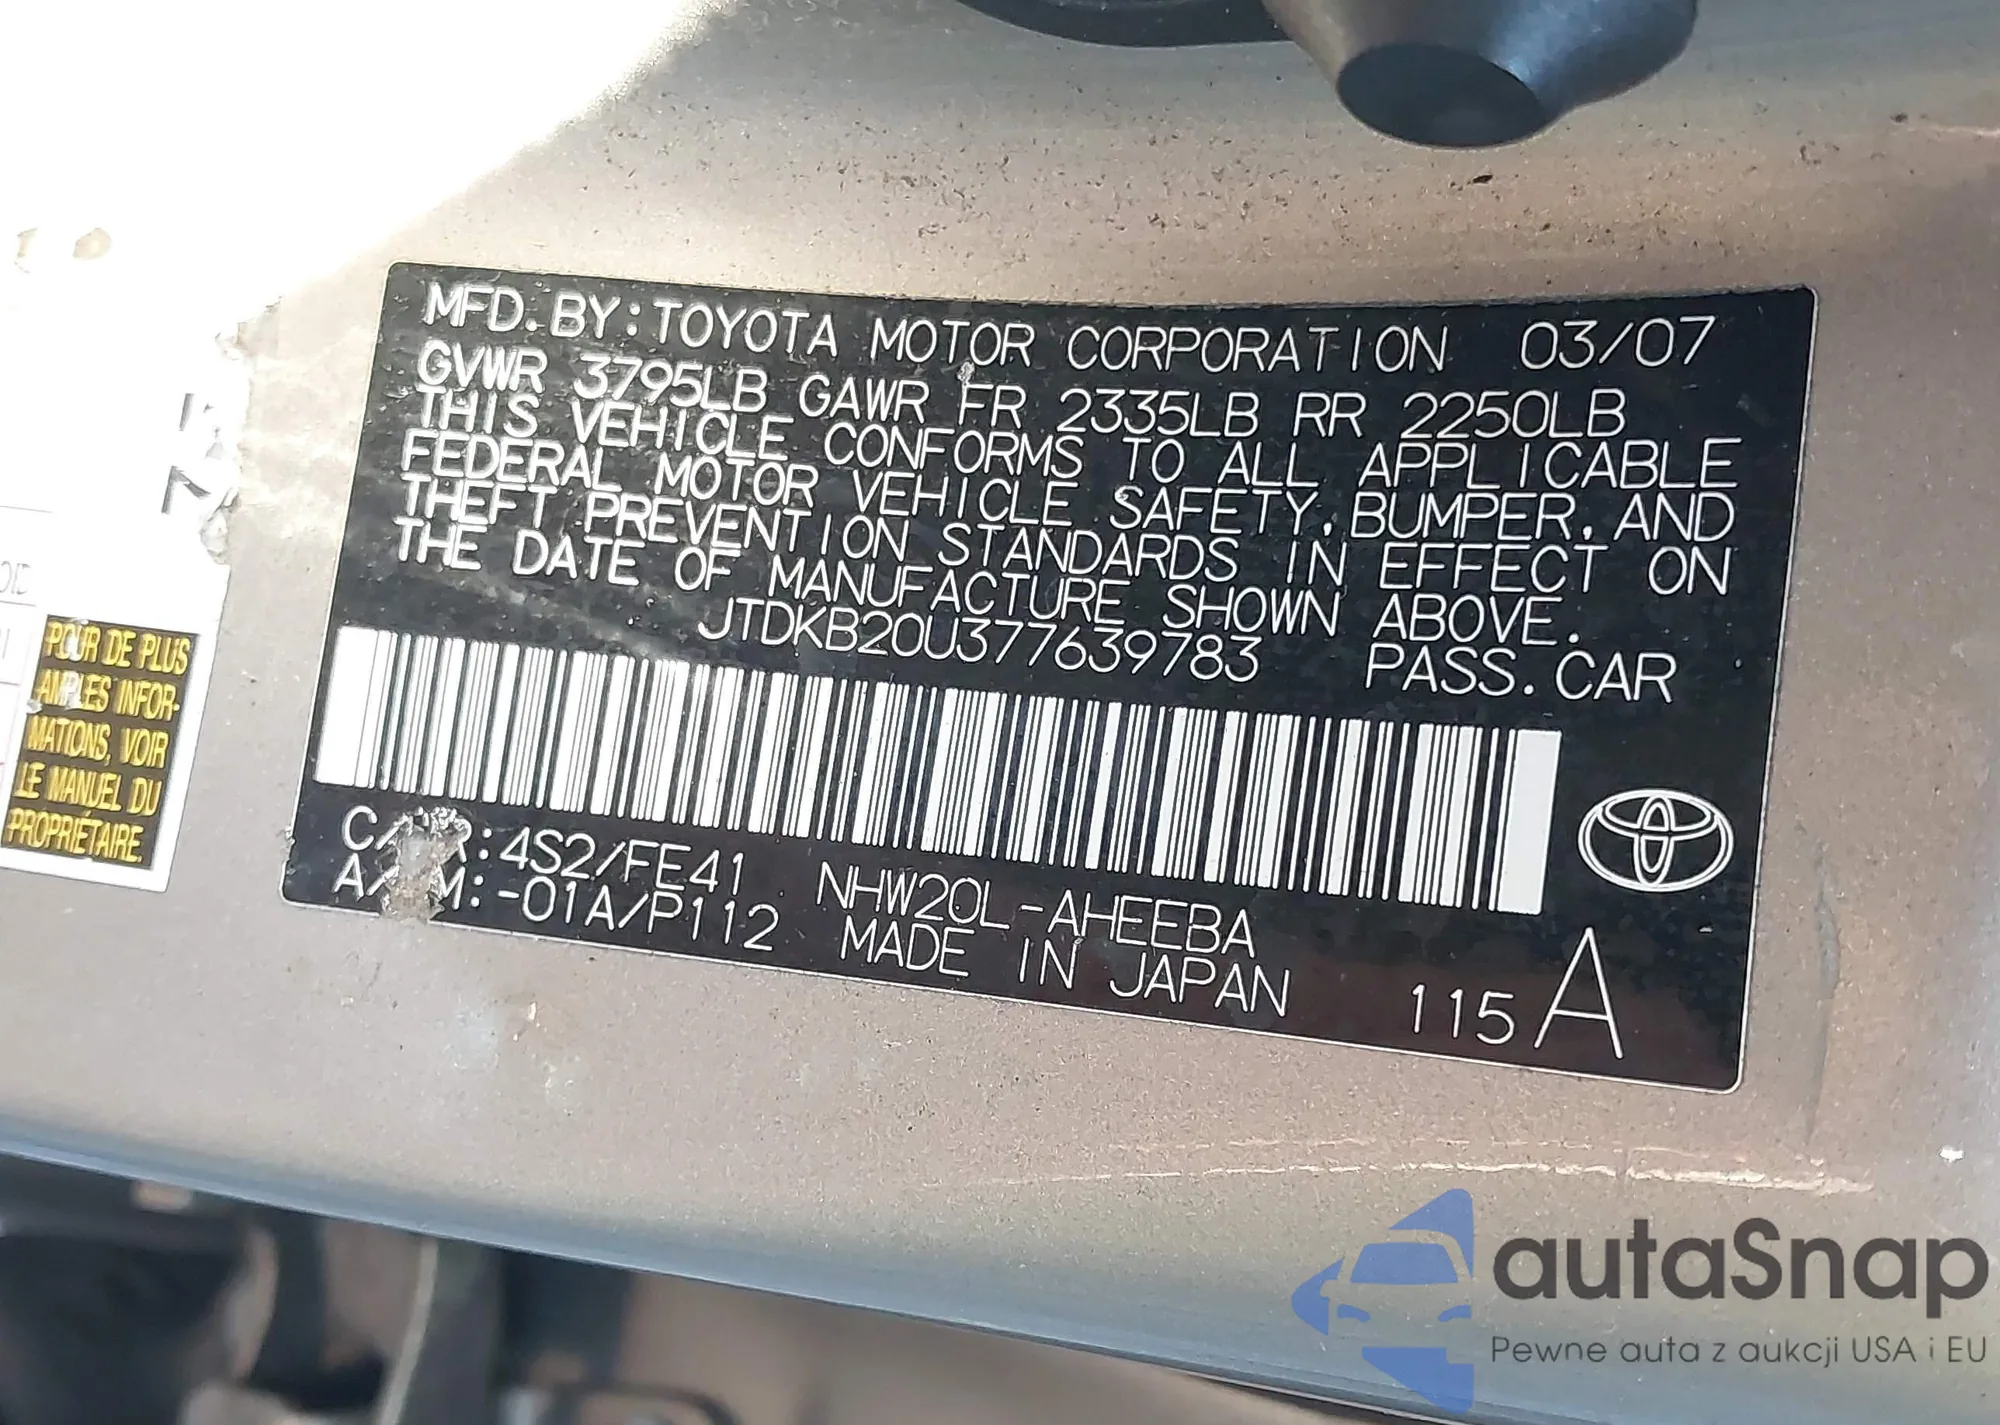 MFD. BY: TOYOTA MOTOR CORPORATION 03/07
GVWR 3795LB GAWR FR 2335LB RR 2250LB
THIS VEHICLE CONFORMS TO ALL APPLICABLE
FEDERAL MOTOR VEHICLE SAFETY, BUMPER, AND
THEFT PREVENTION STANDARDS IN EFFECT ON
THE DATE OF MANUFACTURE SHOWN ABOVE.
JTDKB20U377639783 PASS. CAR
4S2/FE41 NHW20L-AHEEBA
-01A/P112 MADE IN JAPAN 115 A
POUR DE PLUS
AMPLES INFOR-
MATIONS, VOIR
LE MANUEL DU
PROPRIÉTAIRE.
autaSnap
Pewne auta z aukcji USA i EU